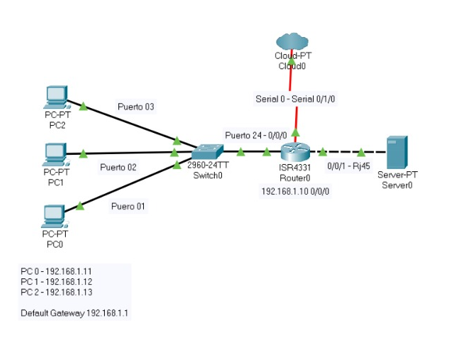 Cloud-PT
Cloud0
Serial 0 - Serial 0/1/0
Puerto 03
PC-PT
PC2
Puerto 24 - 0/0/0
2960-24TT
Switch0
ISR4331
Router0
0/0/1 - Rj45
Server-PT
Server0
PC-PT
PC1
Puerto 02
192.168.1.10 0/0/0
Puero 01
PC-PT
PC0
PC 0 - 192.168.1.11
PC 1 - 192.168.1.12
PC 2 - 192.168.1.13
Default Gateway 192.168.1.1